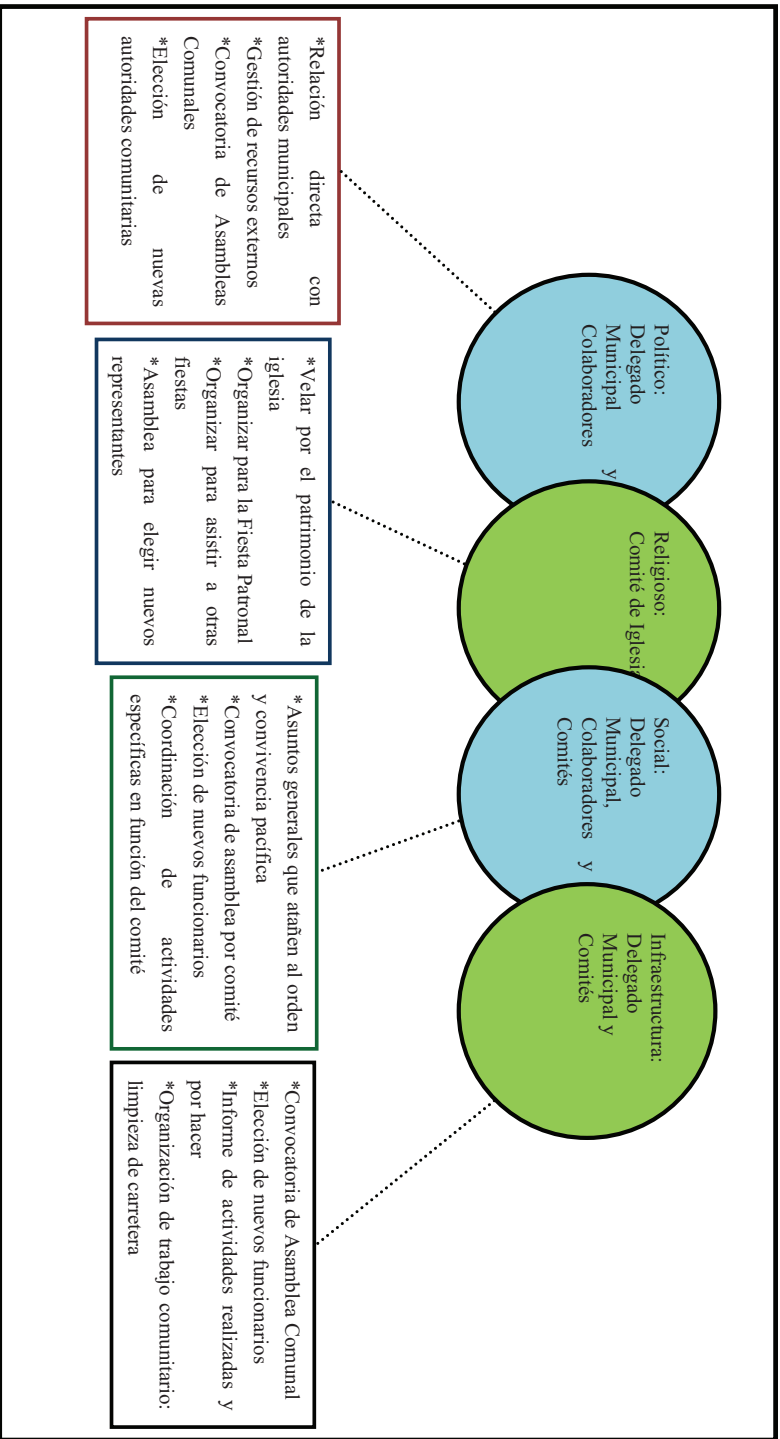 Político:
Delegado
Municipal y
Colaboradores
Religioso:
Comité de Iglesia
Social:
Delegado
Municipal,
Colaboradores y
Comités
Infraestructura:
Delegado
Municipal y
Comités
*Relación directa con
autoridades municipales
*Gestión de recursos externos
*Convocatoria de Asambleas
Comunales
*Elección de nuevas
autoridades comunitarias
*Velar por el patrimonio de la
iglesia
*Organizar para la Fiesta Patronal
*Organizar para asistir a otras
fiestas
*Asamblea para elegir nuevos
representantes
*Asuntos generales que atañen al orden
y convivencia pacífica
*Convocatoria de asamblea por comité
*Elección de nuevos funcionarios
*Coordinación de actividades
específicas en función del comité
*Convocatoria de Asamblea Comunal
*Elección de nuevos funcionarios
*Informe de actividades realizadas y
por hacer
*Organización de trabajo comunitario:
limpieza de carretera